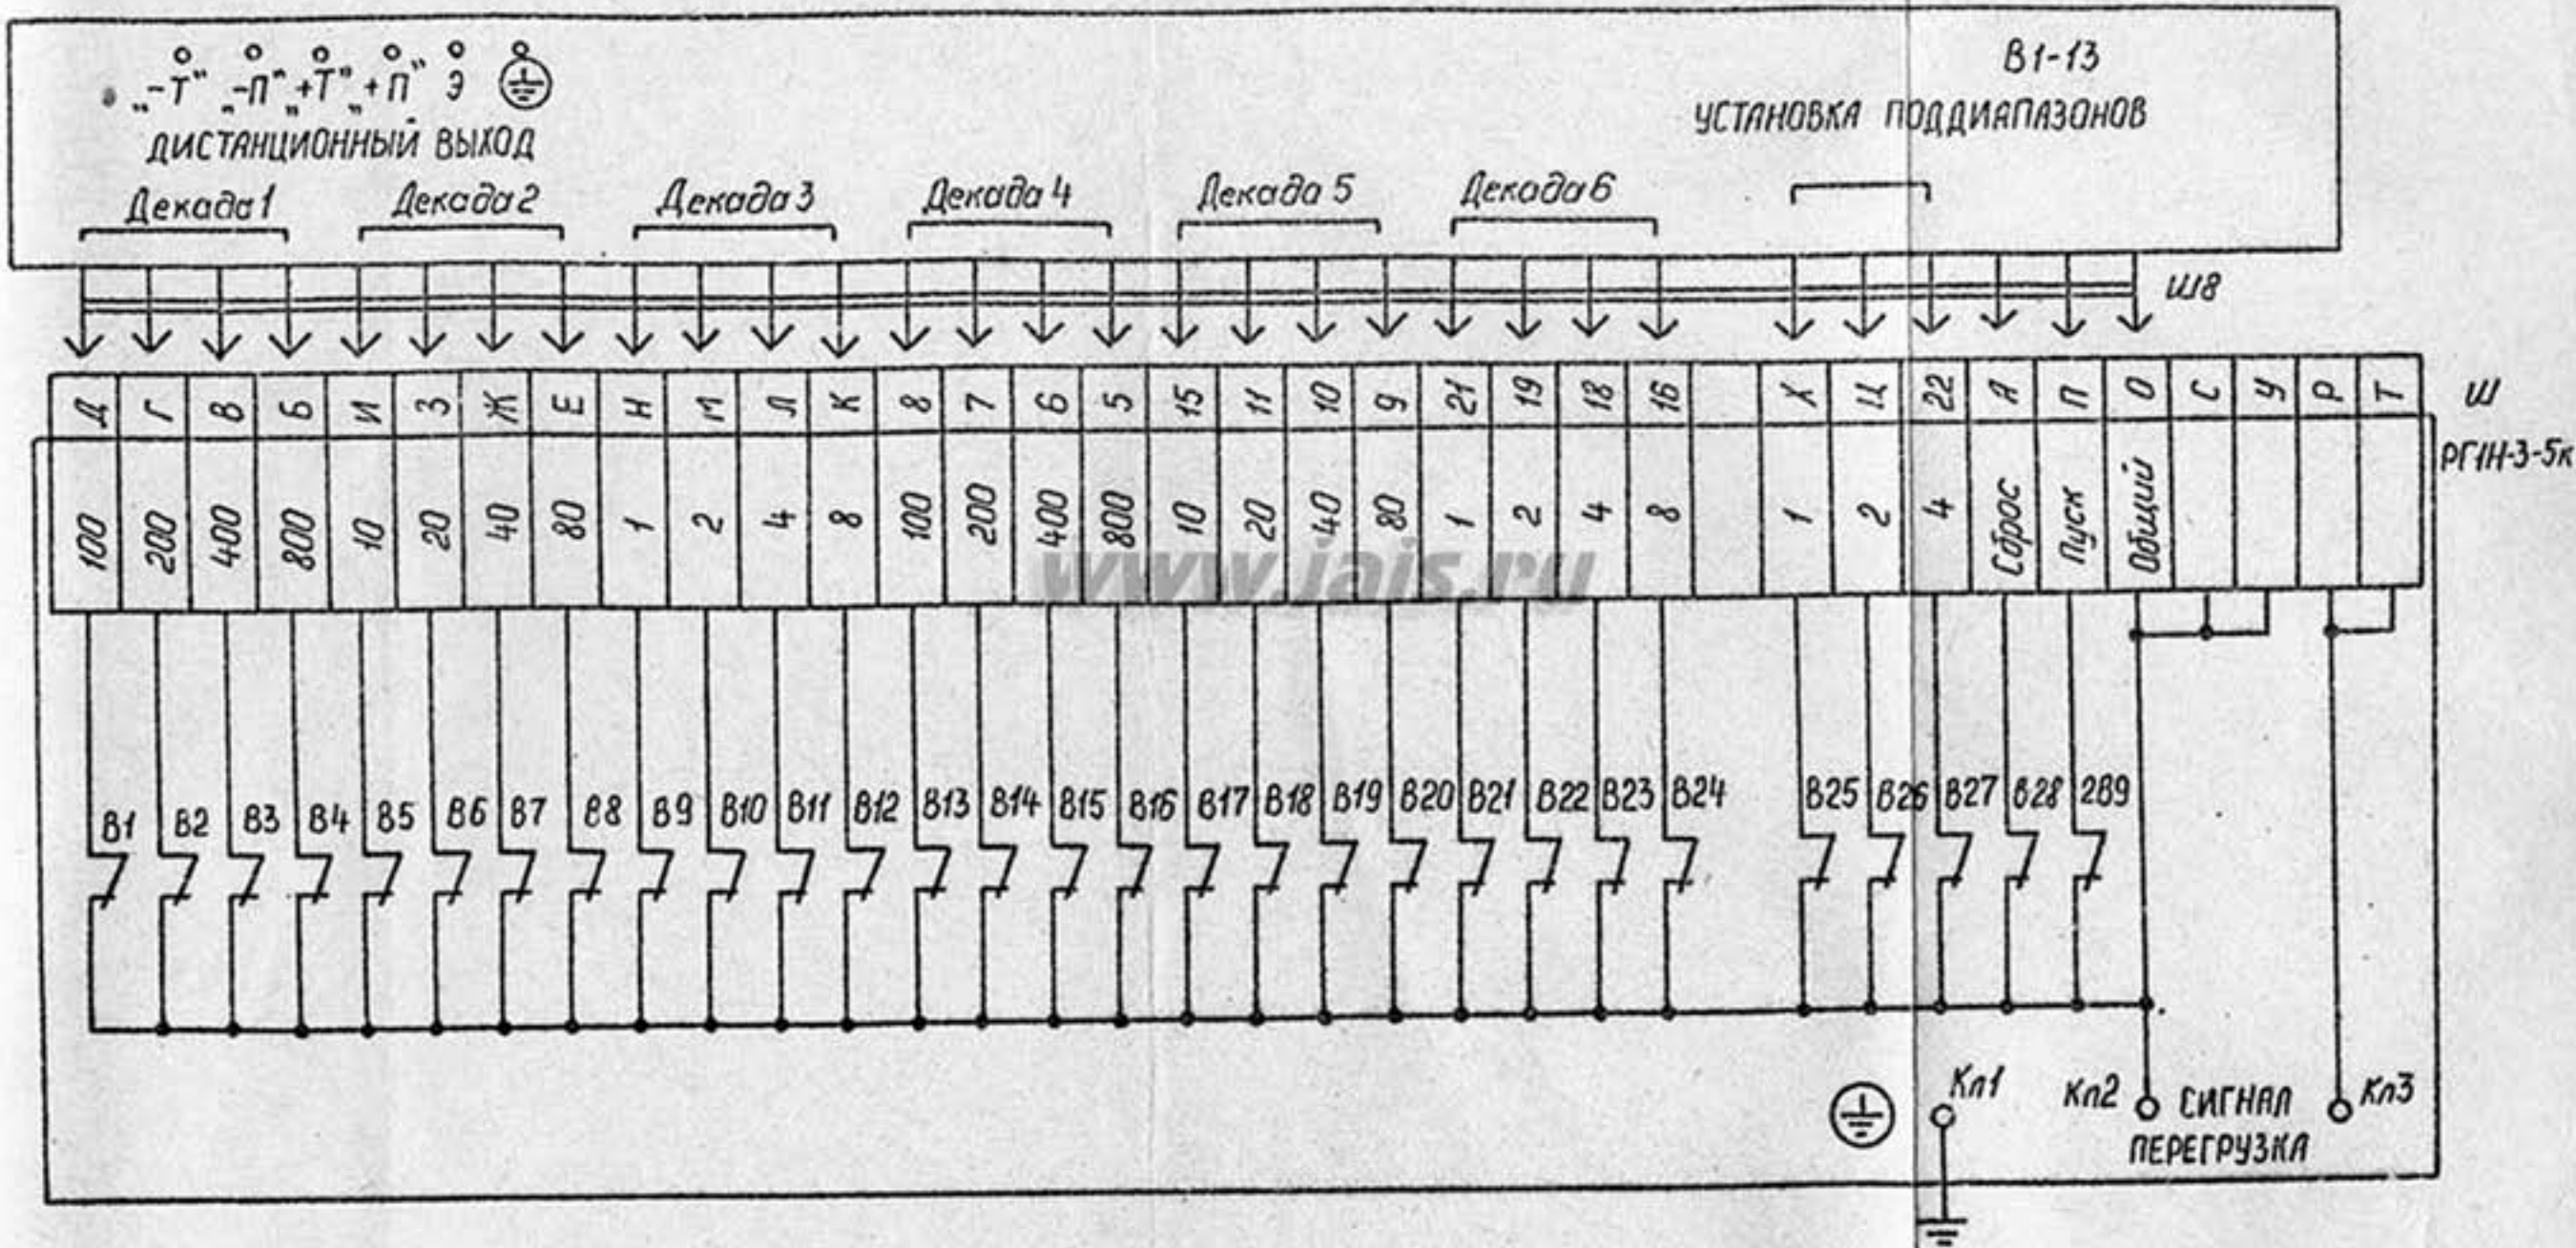 „-Т“ „-П“ „+Т“ „+П“ Э
ДИСТАНЦИОННЫЙ ВЫХОД
В1-13
УСТАНОВКА ПОДДИАПАЗОНОВ
Декада 1 Декада 2 Декада 3 Декада 4 Декада 5 Декада 6
Ш8
Д Г В Б И З Ж Е Н М Л К 8 7 6 5 15 11 10 9 21 19 18 16 Х Ц 22 А П О С У Р Т Ш
РГ1Н-3-5к
100 200 400 800 10 20 40 80 1 2 4 8 100 200 400 800 10 20 40 80 1 2 4 8 1 2 4 Сброс Пуск Общий
www.jais.ru
В1 В2 В3 В4 В5 В6 В7 В8 В9 В10 В11 В12 В13 В14 В15 В16 В17 В18 В19 В20 В21 В22 В23 В24 В25 В26 В27 В28 2В9
Кл1 Кл2 СИГНАЛ Кл3
ПЕРЕГРУЗКА